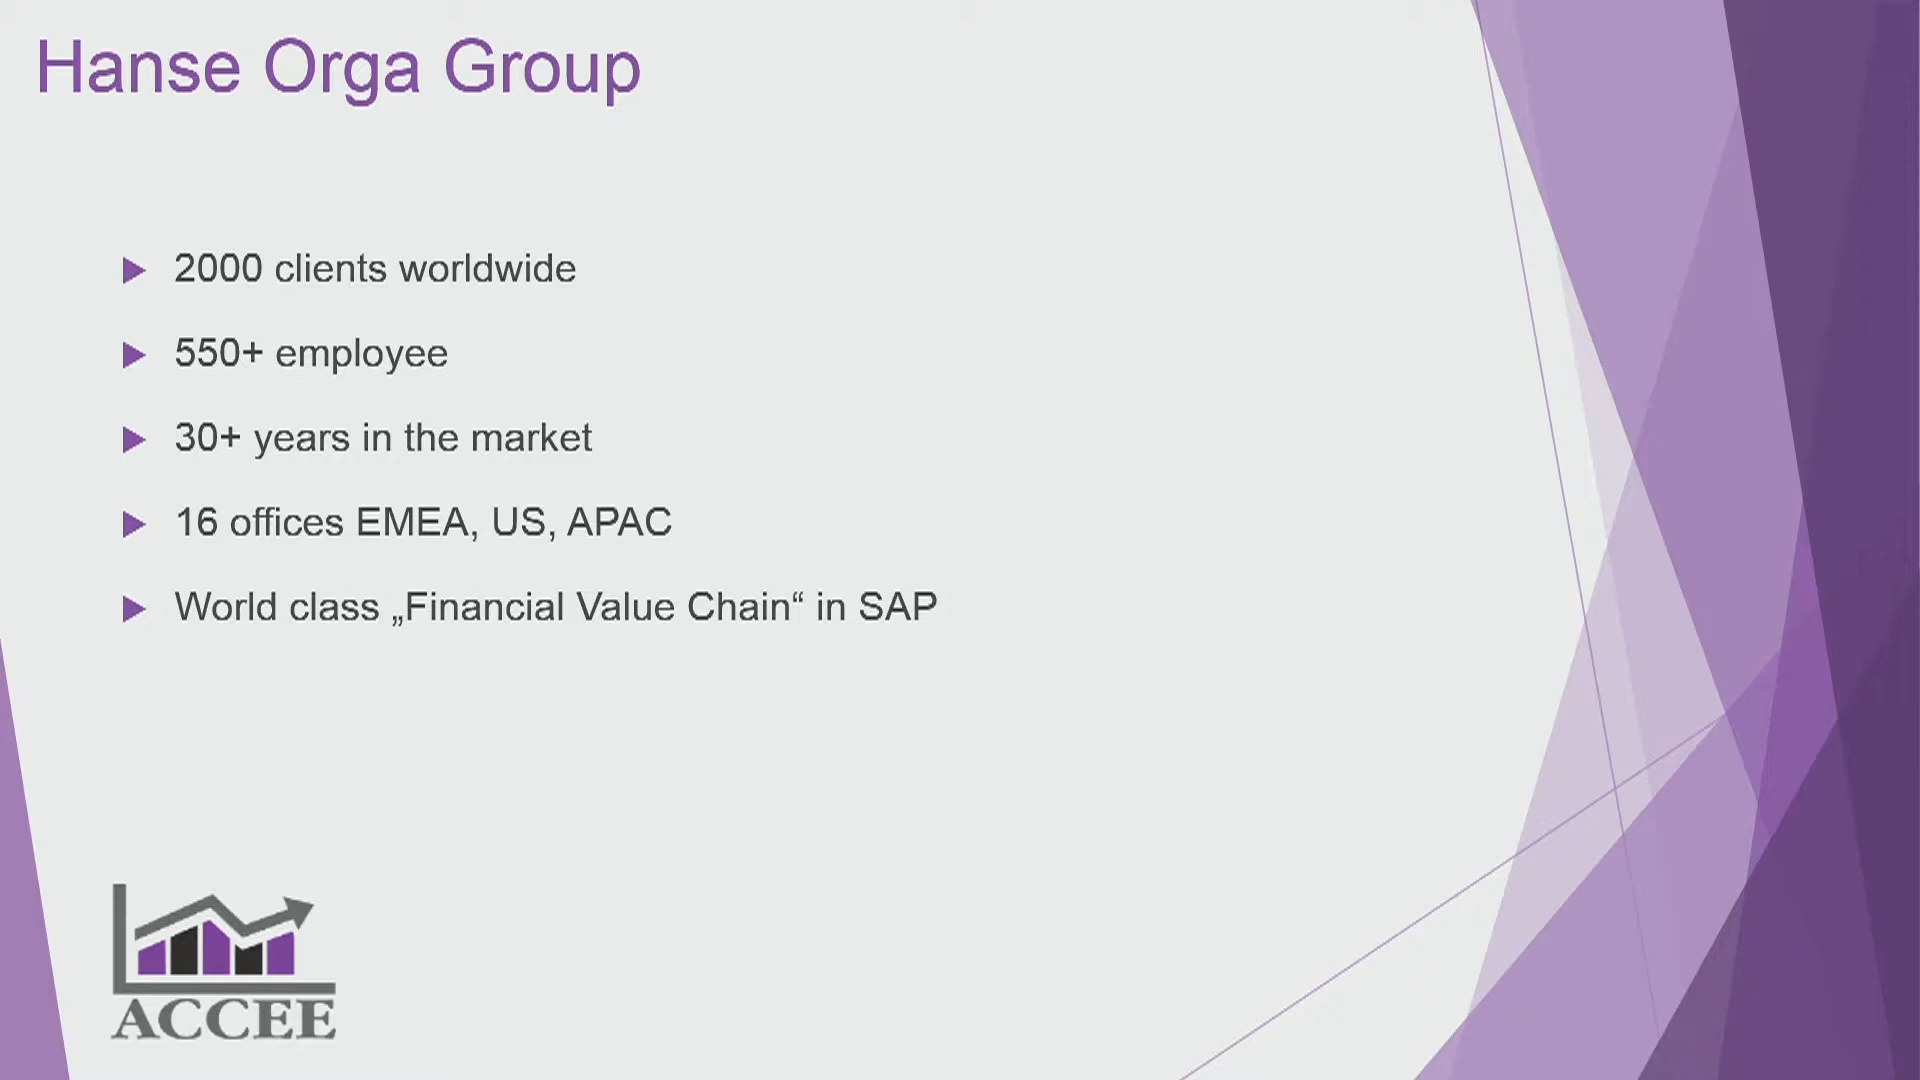 Hanse Orga Group
2000 clients worldwide
550+ employee
30+ years in the market
16 offices EMEA, US, APAC
World class „Financial Value Chain“ in SAP
ACCEE